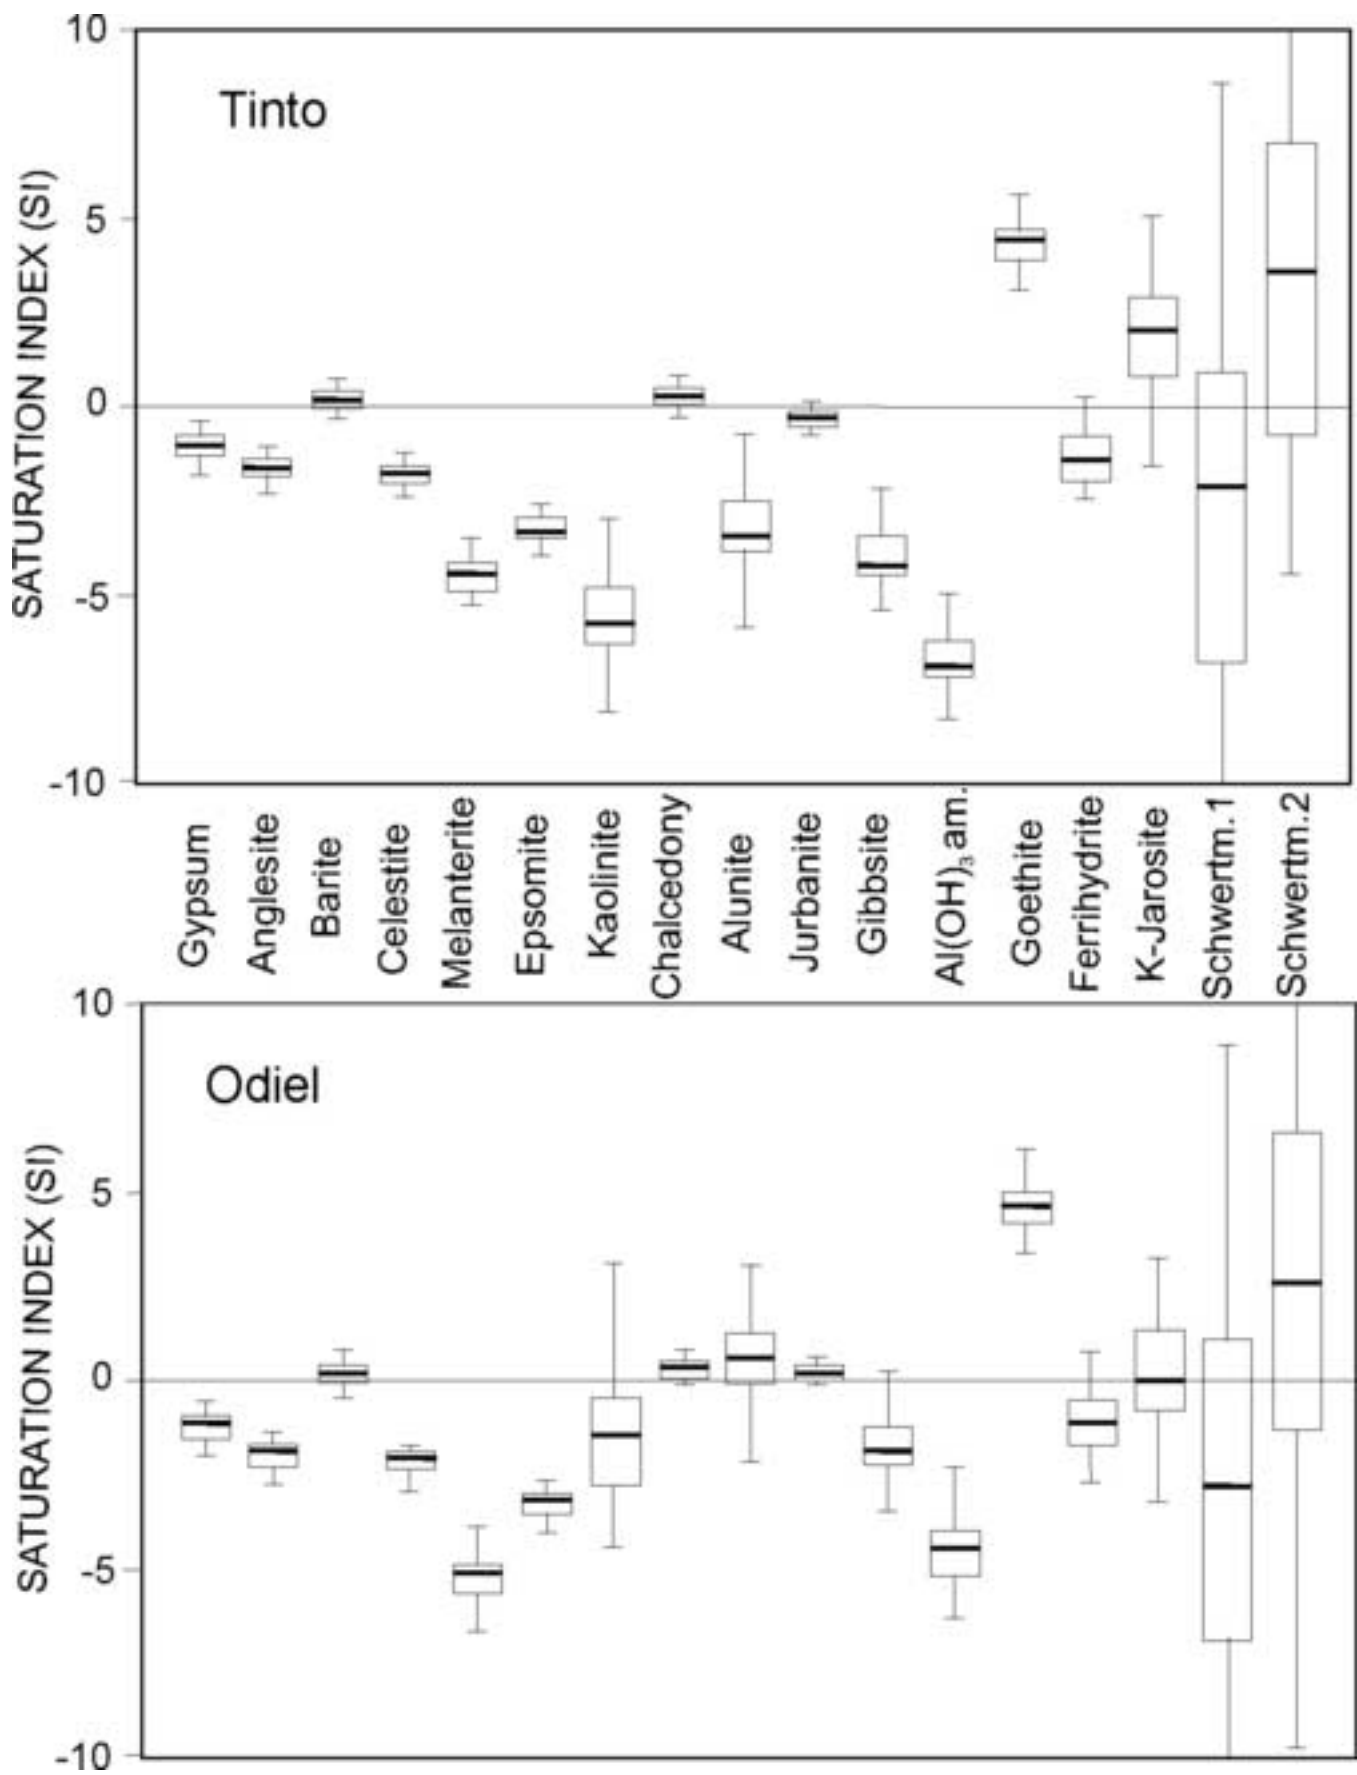 10
Tinto
5
0
-5
-10
SATURATION INDEX (SI)
Gypsum
Anglesite
Barite
Celestite
Melanterite
Epsomite
Kaolinite
Chalcedony
Alunite
Jurbanite
Gibbsite
Al(OH)₃ am.
Goethite
Ferrihydrite
K-Jarosite
Schwertm.1
Schwertm.2
10
Odiel
5
0
-5
-10
SATURATION INDEX (SI)